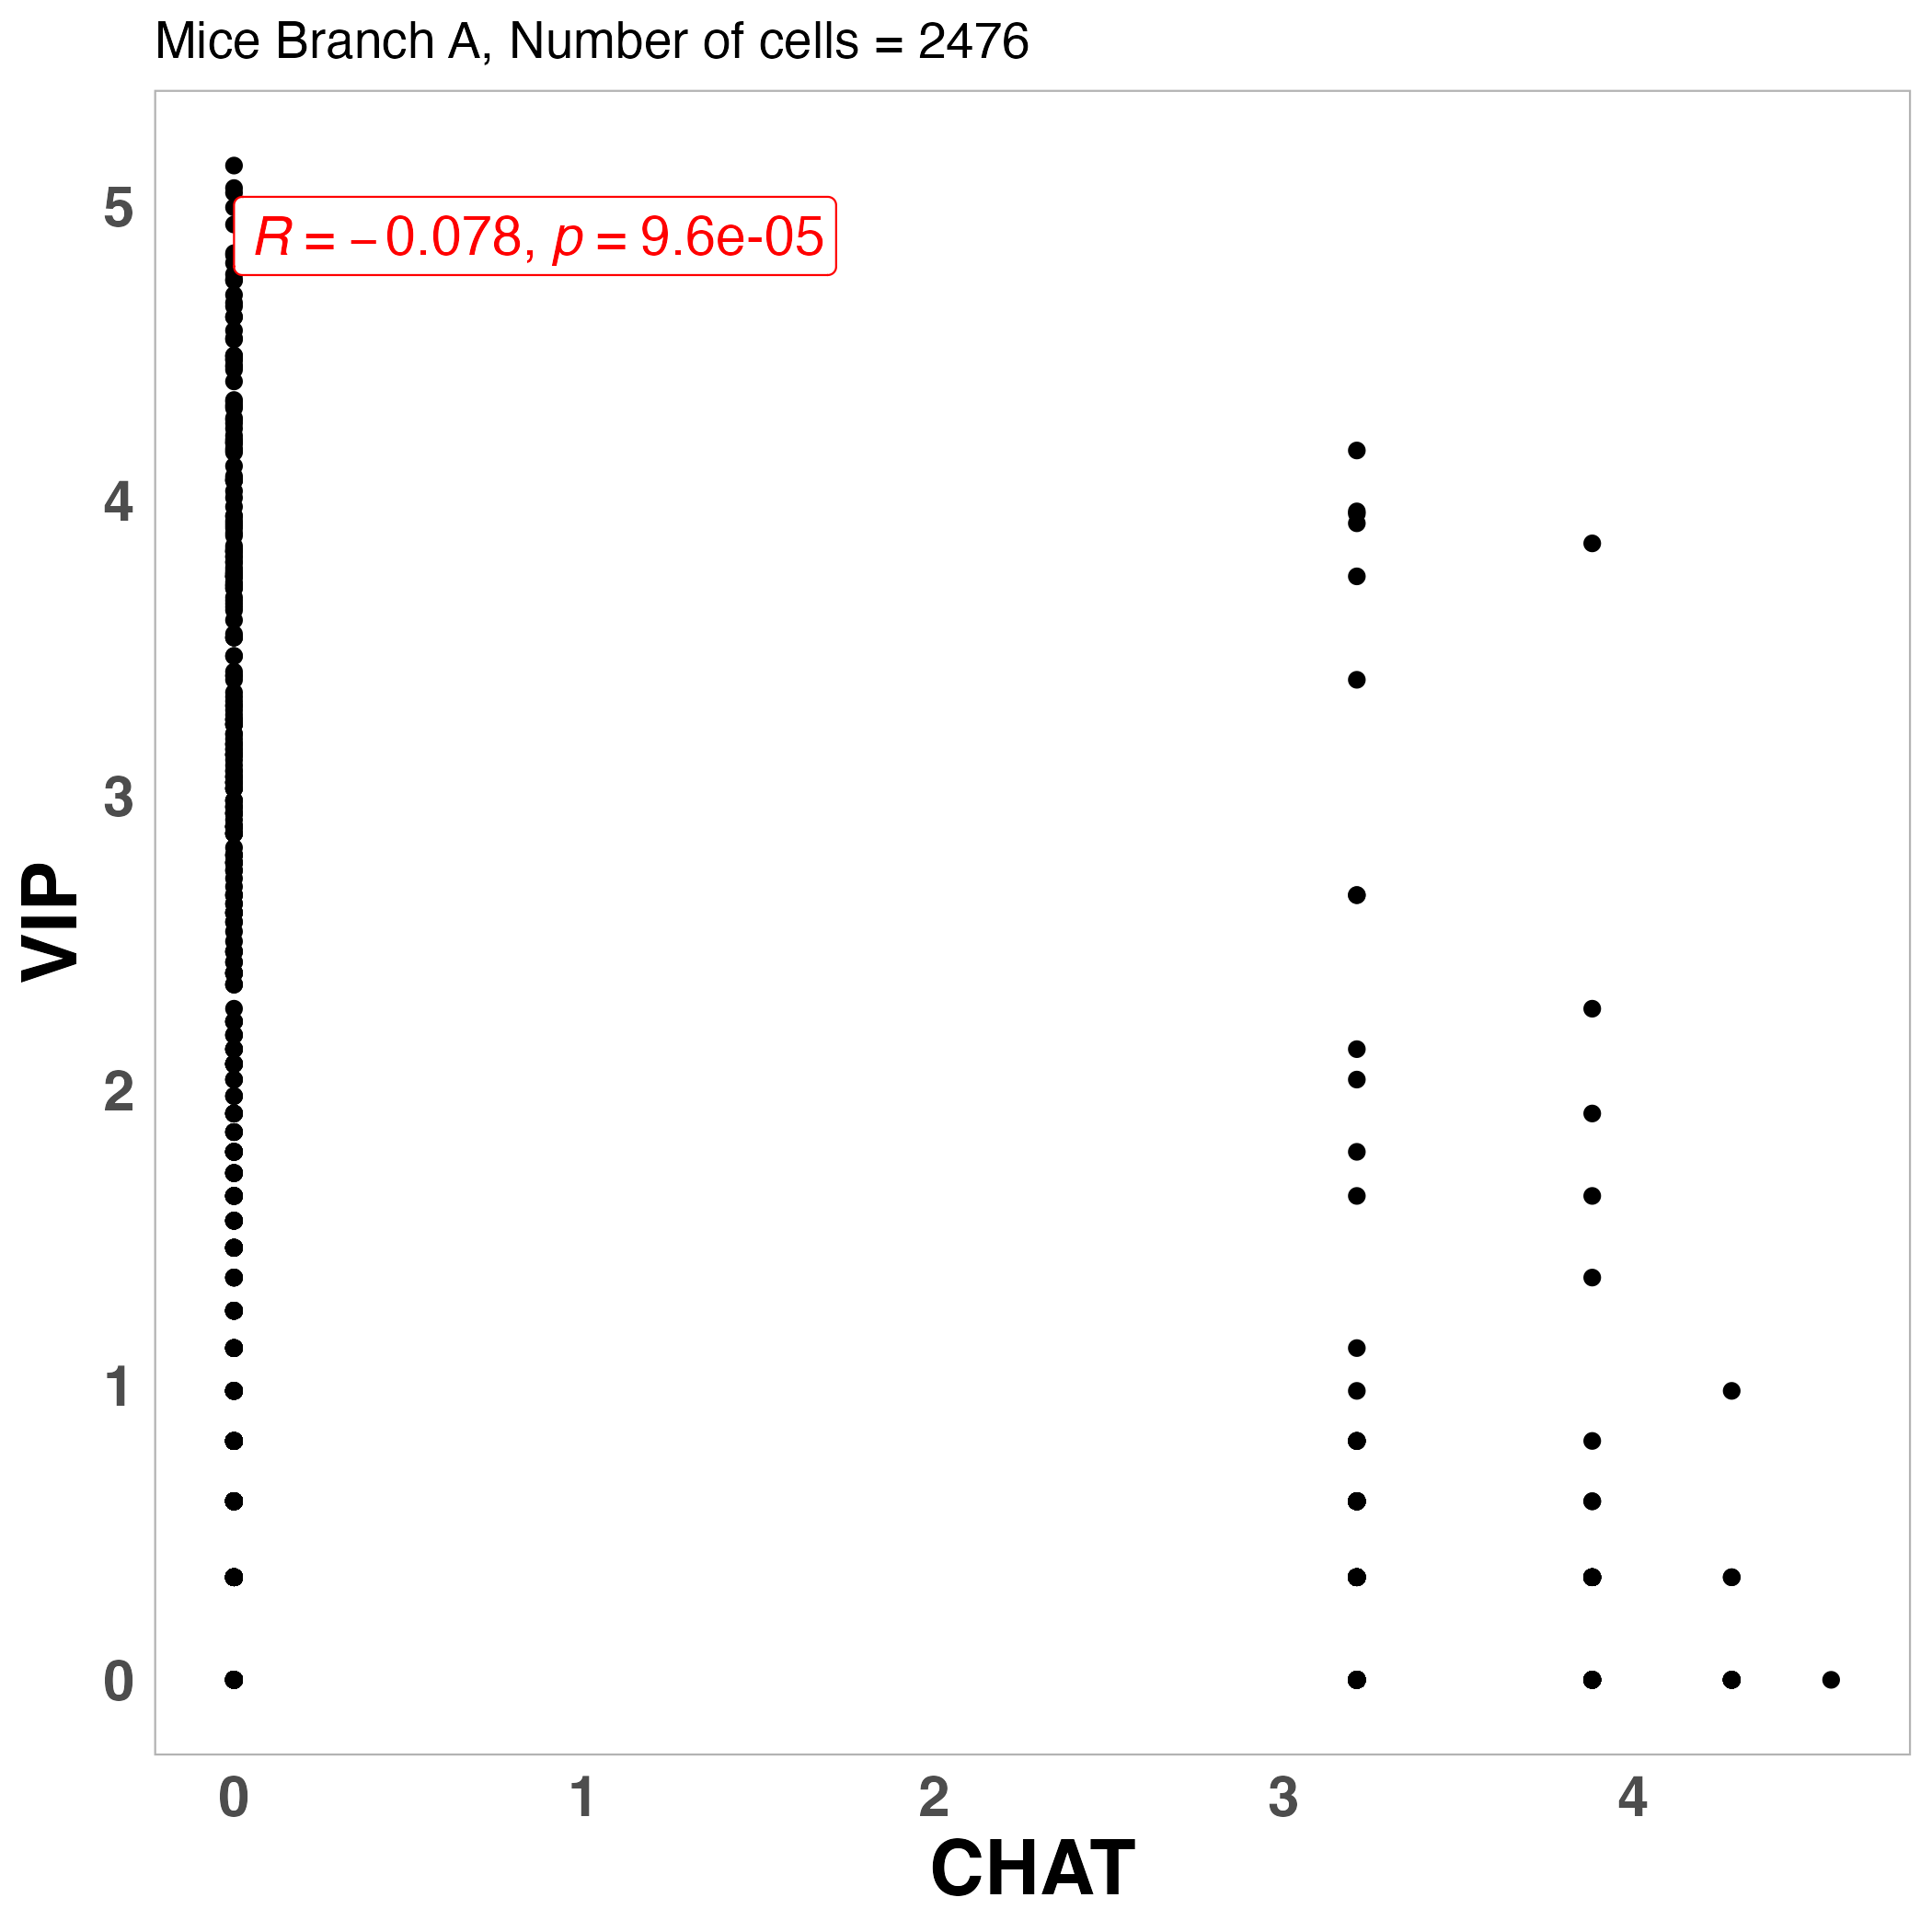 Mice Branch A, Number of cells = 2476
R = −0.078, p = 9.6e-05
5
4
3
2
1
0
VIP
0 1 2 3 4
CHAT